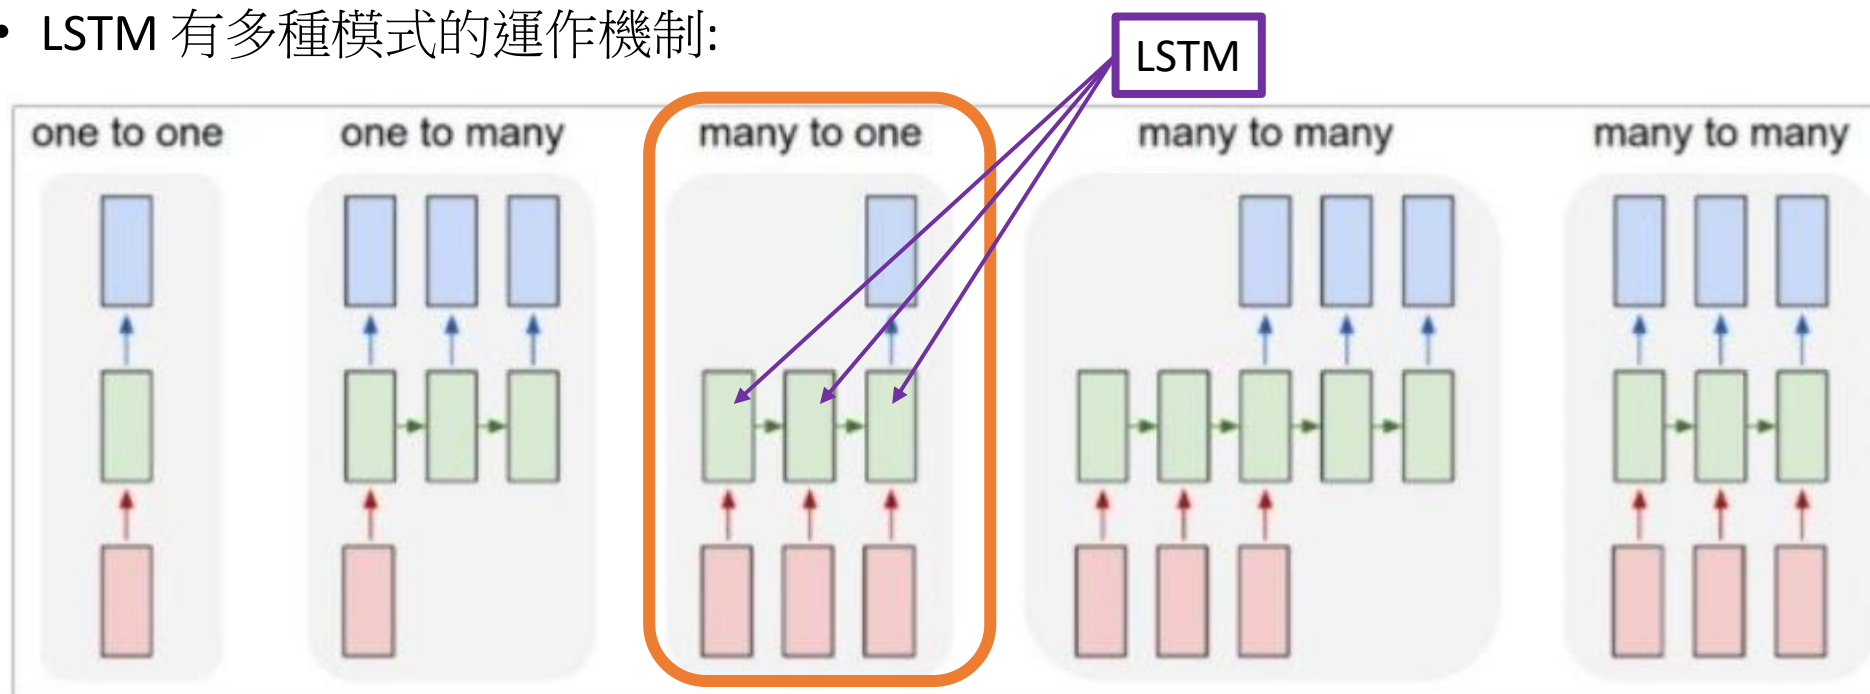 • LSTM 有多種模式的運作機制:
LSTM
one to one
one to many
many to one
many to many
many to many